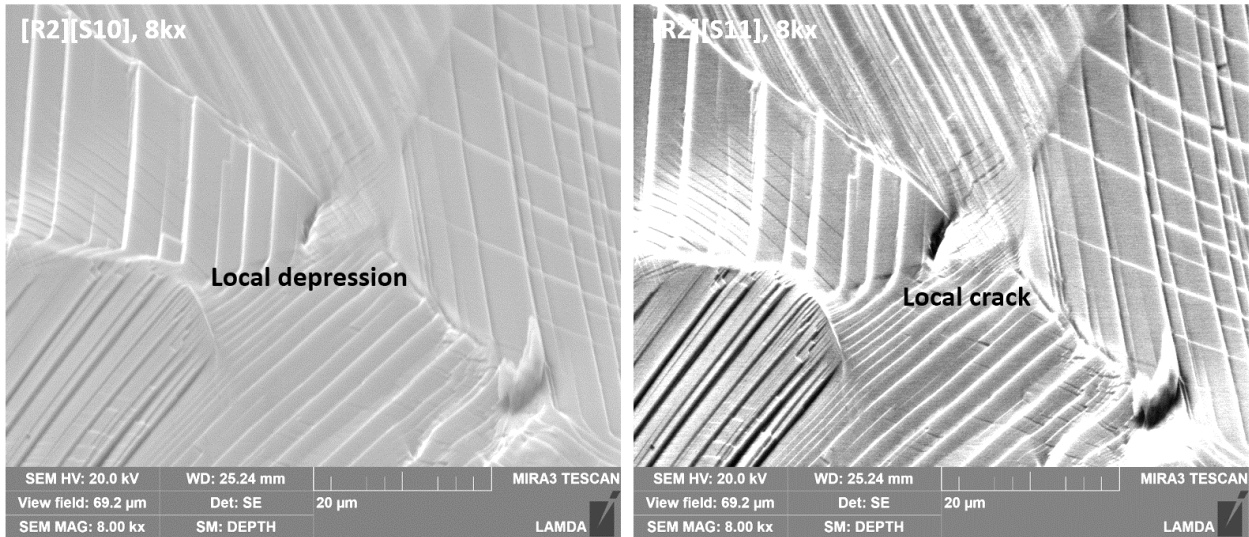 [R2][S10], 8kx
Local depression
SEM HV: 20.0 kV
WD: 25.24 mm
MIRA3 TESCAN
View field: 69.2 µm
Det: SE
20 µm
SEM MAG: 8.00 kx
SM: DEPTH
LAMDA
[R2][S11], 8kx
Local crack
SEM HV: 20.0 kV
WD: 25.24 mm
MIRA3 TESCAN
View field: 69.2 µm
Det: SE
20 µm
SEM MAG: 8.00 kx
SM: DEPTH
LAMDA